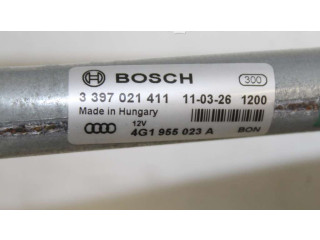 BOSCH 300
3 397 021 411 11-03-26 1200
Made in Hungary
12V
4G1 955 023 A BON